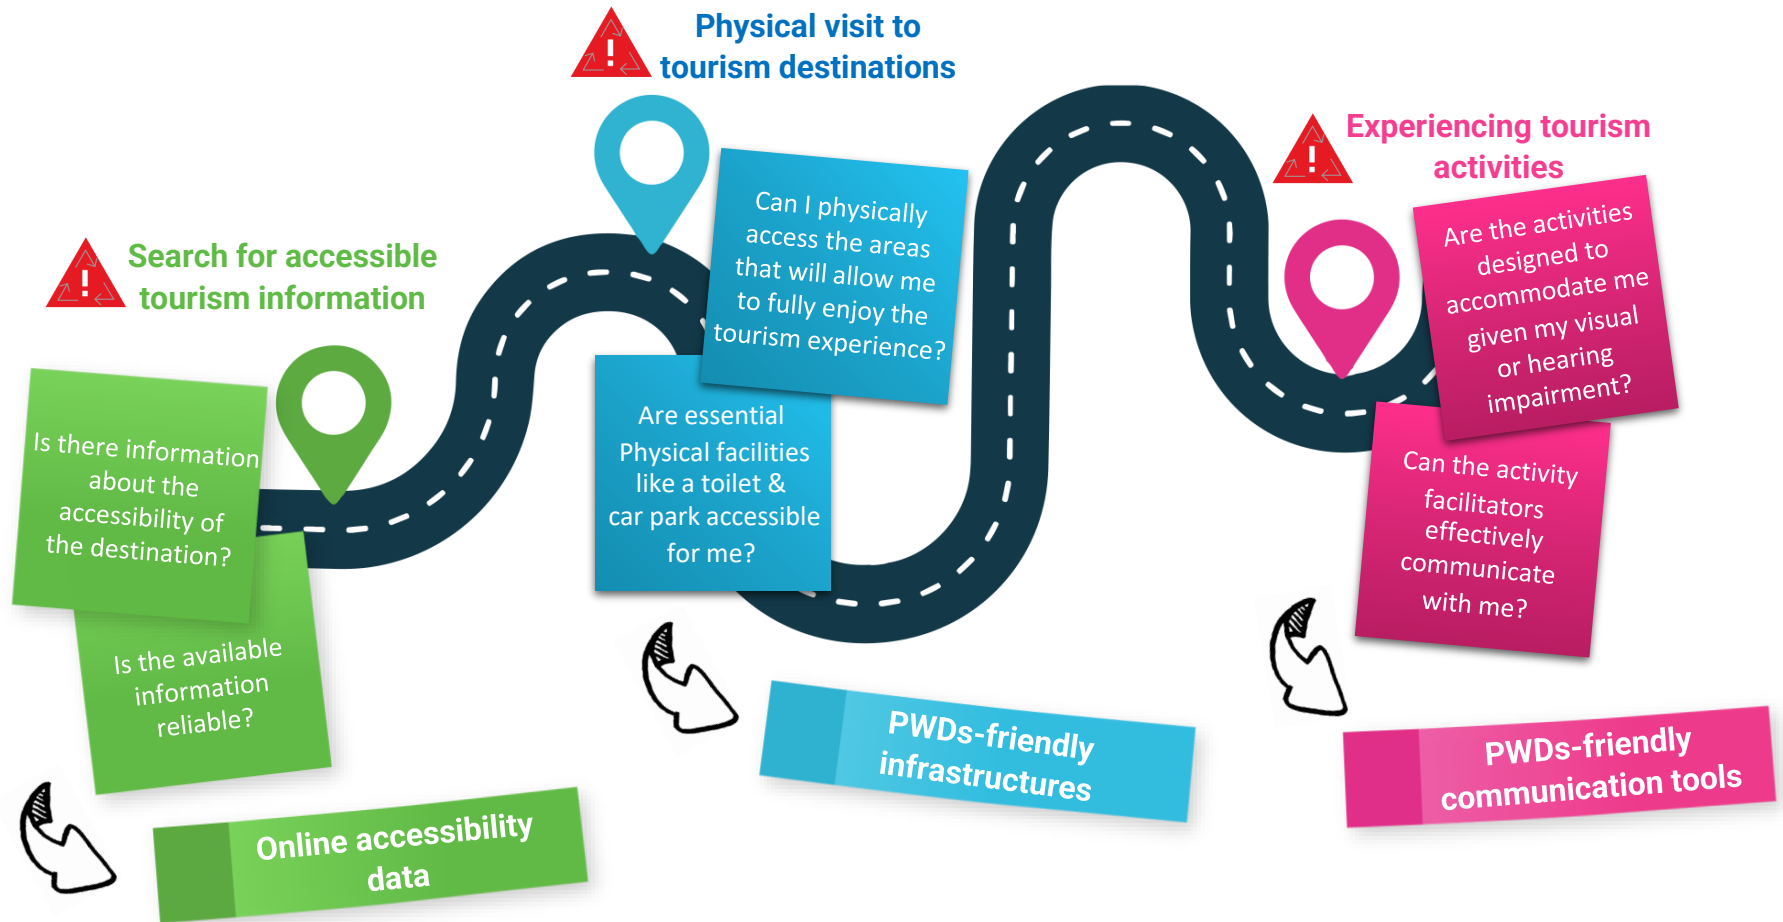 Search for accessible
tourism information
Is there information
about the
accessibility of
the destination?
Is the available
information
reliable?
Online accessibility
data
Physical visit to
tourism destinations
Can I physically
access the areas
that will allow me
to fully enjoy the
tourism experience?
Are essential
Physical facilities
like a toilet &
car park accessible
for me?
PWDs-friendly
infrastructures
Experiencing tourism
activities
Are the activities
designed to
accommodate me
given my visual
or hearing
impairment?
Can the activity
facilitators
effectively
communicate
with me?
PWDs-friendly
communication tools